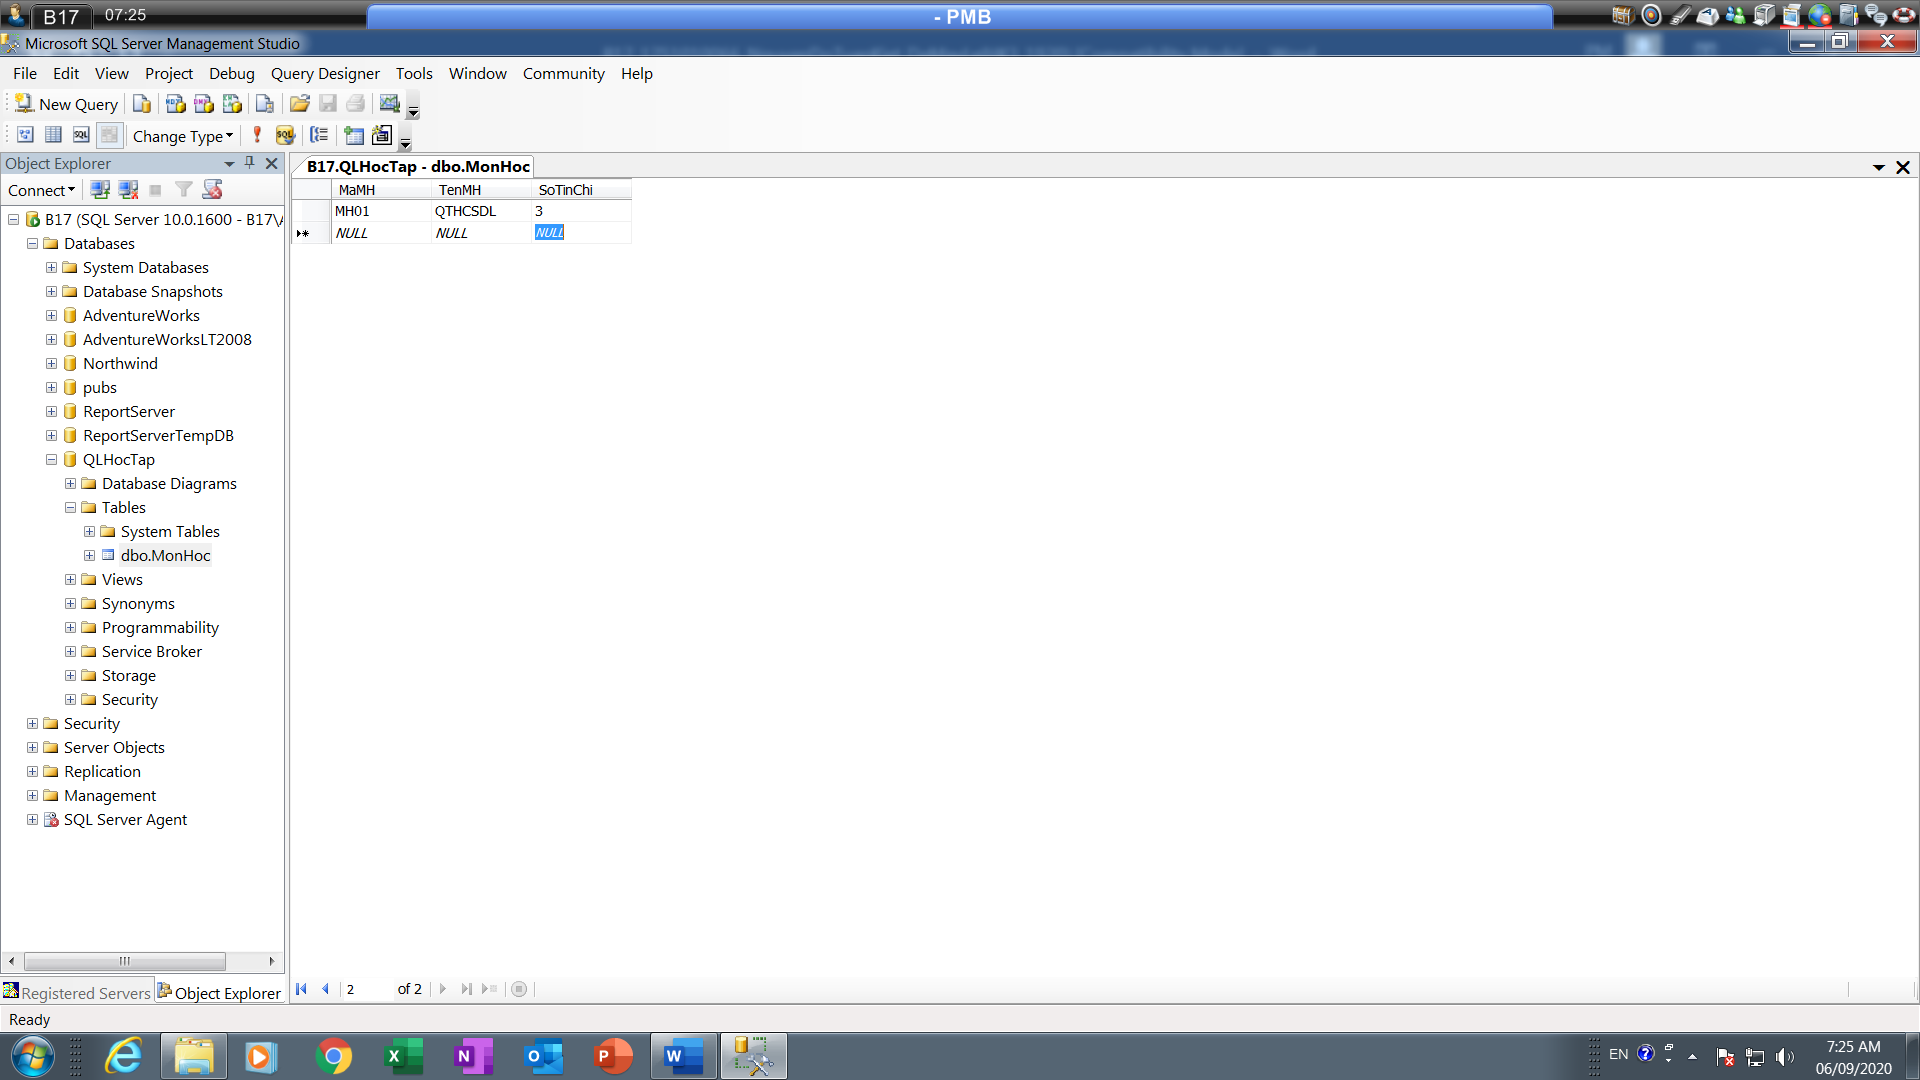 B17 07:25 - PMB
Microsoft SQL Server Management Studio
File Edit View Project Debug Query Designer Tools Window Community Help
New Query
Change Type
Object Explorer
B17.QLHocTap - dbo.MonHoc
Connect
MaMH TenMH SoTinChi
MH01 QTHCSDL 3
NULL NULL NULL
B17 (SQL Server 10.0.1600 - B17\
Databases
System Databases
Database Snapshots
AdventureWorks
AdventureWorksLT2008
Northwind
pubs
ReportServer
ReportServerTempDB
QLHocTap
Database Diagrams
Tables
System Tables
dbo.MonHoc
Views
Synonyms
Programmability
Service Broker
Storage
Security
Security
Server Objects
Replication
Management
SQL Server Agent
Registered Servers Object Explorer
2 of 2
Ready
EN
7:25 AM
06/09/2020